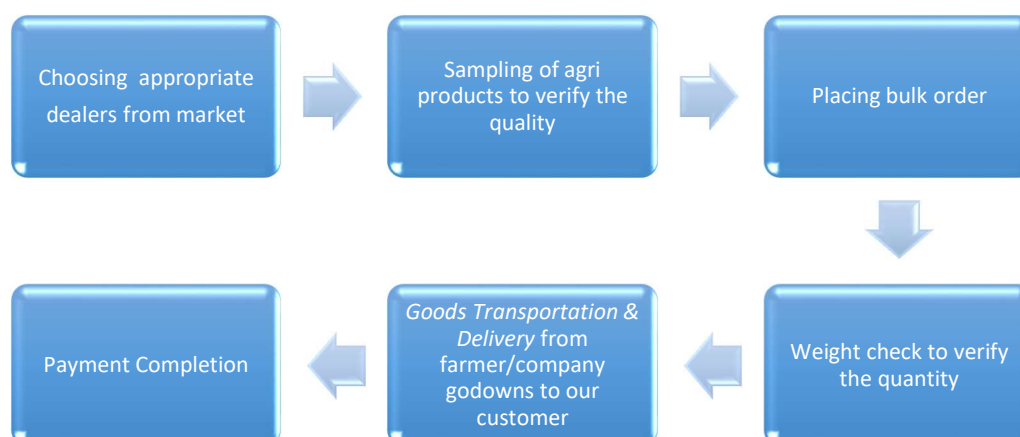 Choosing appropriate
dealers from market
Sampling of agri
products to verify the
quality
Placing bulk order
Weight check to verify
the quantity
Goods Transportation &
Delivery from
farmer/company
godowns to our
customer
Payment Completion